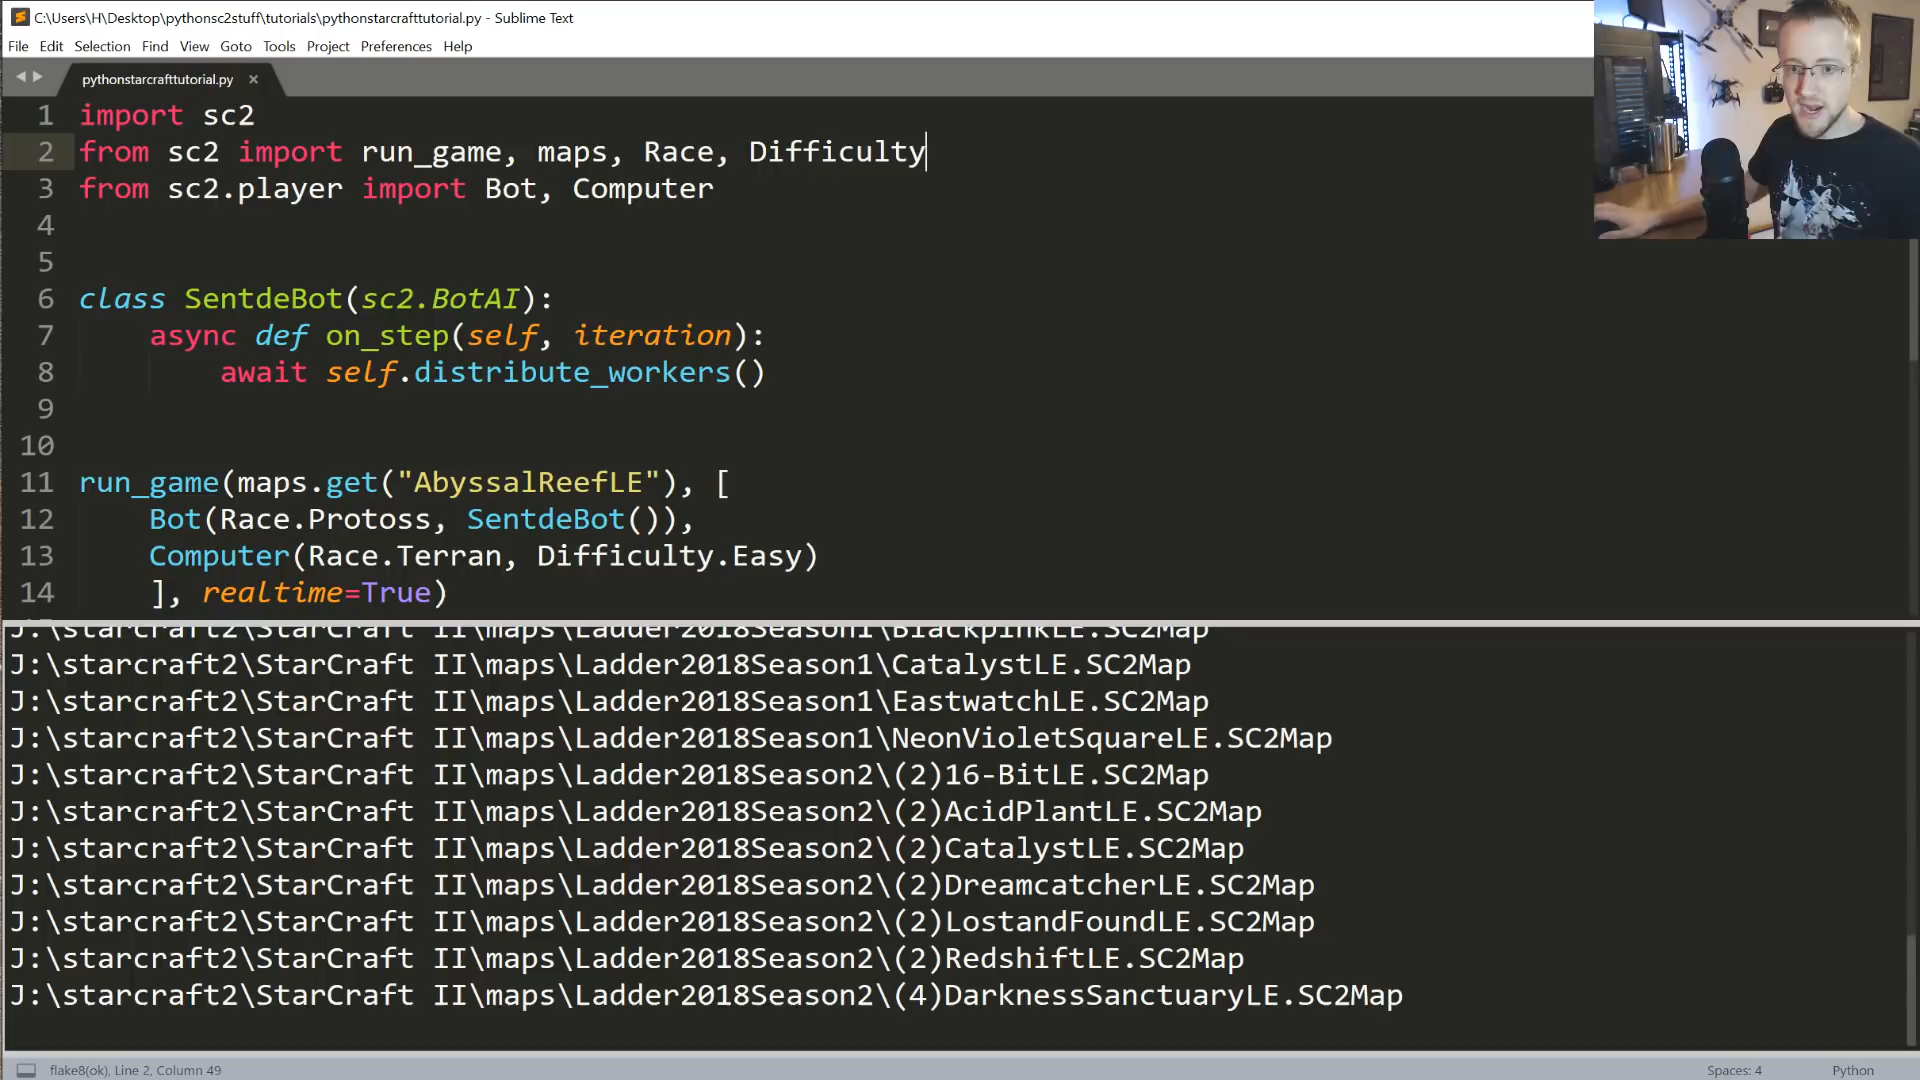 C:\Users\H\Desktop\pythonsc2stuff\tutorials\pythonstarcrafttutorial.py - Sublime Text
File Edit Selection Find View Goto Tools Project Preferences Help
pythonstarcrafttutorial.py ×
1 import sc2
2 from sc2 import run_game, maps, Race, Difficulty
3 from sc2.player import Bot, Computer
4
5
6 class SentdeBot(sc2.BotAI):
7 async def on_step(self, iteration):
8 await self.distribute_workers()
9
10
11 run_game(maps.get("AbyssalReefLE"), [
12 Bot(Race.Protoss, SentdeBot()),
13 Computer(Race.Terran, Difficulty.Easy)
14 ], realtime=True)
J:\starcraft2\StarCraft II\maps\Ladder2018Season1\BlackpinkLE.SC2Map
J:\starcraft2\StarCraft II\maps\Ladder2018Season1\CatalystLE.SC2Map
J:\starcraft2\StarCraft II\maps\Ladder2018Season1\EastwatchLE.SC2Map
J:\starcraft2\StarCraft II\maps\Ladder2018Season1\NeonVioletSquareLE.SC2Map
J:\starcraft2\StarCraft II\maps\Ladder2018Season2\(2)16-BitLE.SC2Map
J:\starcraft2\StarCraft II\maps\Ladder2018Season2\(2)AcidPlantLE.SC2Map
J:\starcraft2\StarCraft II\maps\Ladder2018Season2\(2)CatalystLE.SC2Map
J:\starcraft2\StarCraft II\maps\Ladder2018Season2\(2)DreamcatcherLE.SC2Map
J:\starcraft2\StarCraft II\maps\Ladder2018Season2\(2)LostandFoundLE.SC2Map
J:\starcraft2\StarCraft II\maps\Ladder2018Season2\(2)RedshiftLE.SC2Map
J:\starcraft2\StarCraft II\maps\Ladder2018Season2\(4)DarknessSanctuaryLE.SC2Map
flake8(ok), Line 2, Column 49
Spaces: 4
Python